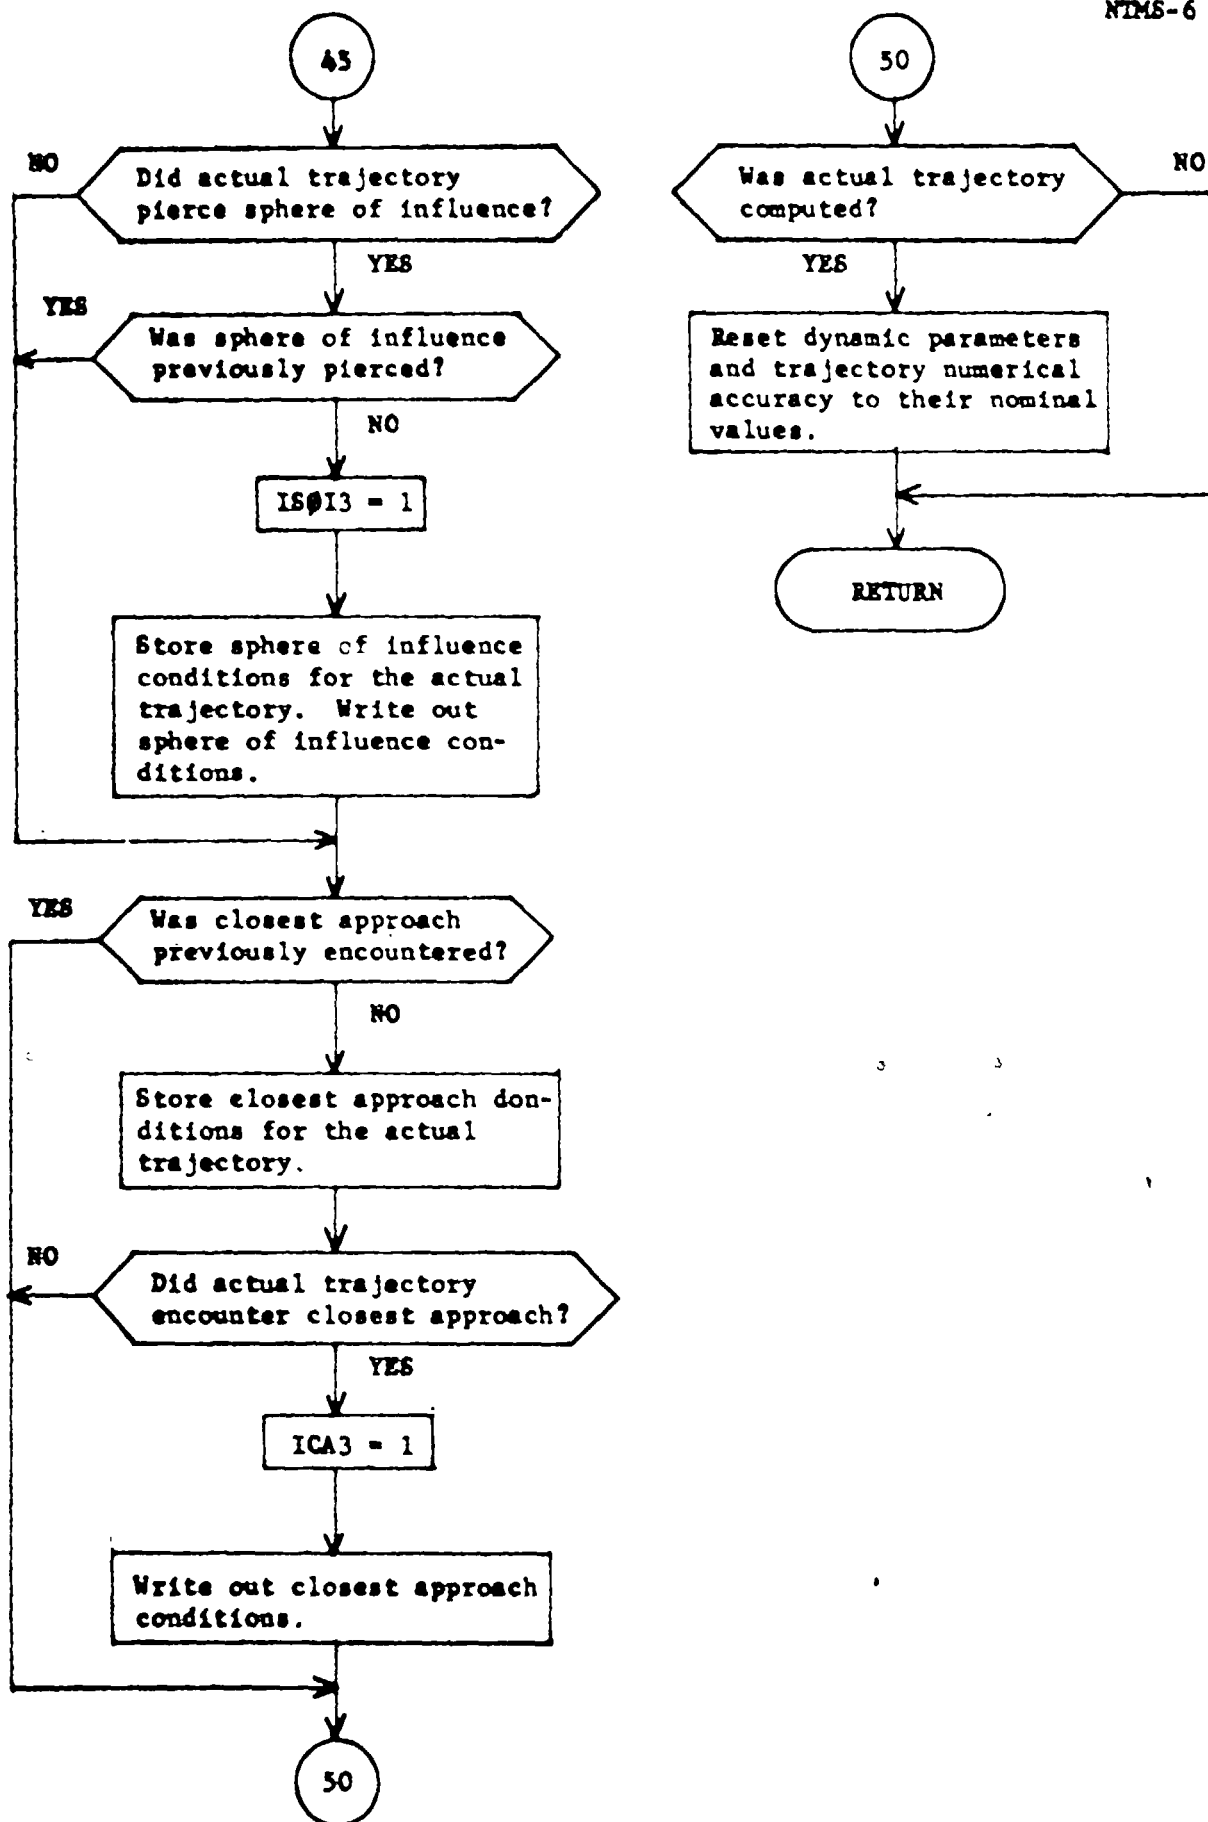 NTMS-6
45
NO
Did actual trajectory
pierce sphere of influence?
YES
YES
Was sphere of influence
previously pierced?
NO
ISØI3 = 1
Store sphere of influence
conditions for the actual
trajectory. Write out
sphere of influence con-
ditions.
YES
Was closest approach
previously encountered?
NO
Store closest approach don-
ditions for the actual
trajectory.
NO
Did actual trajectory
encounter closest approach?
YES
ICA3 = 1
Write out closest approach
conditions.
50
50
Was actual trajectory
computed?
NO
YES
Reset dynamic parameters
and trajectory numerical
accuracy to their nominal
values.
RETURN